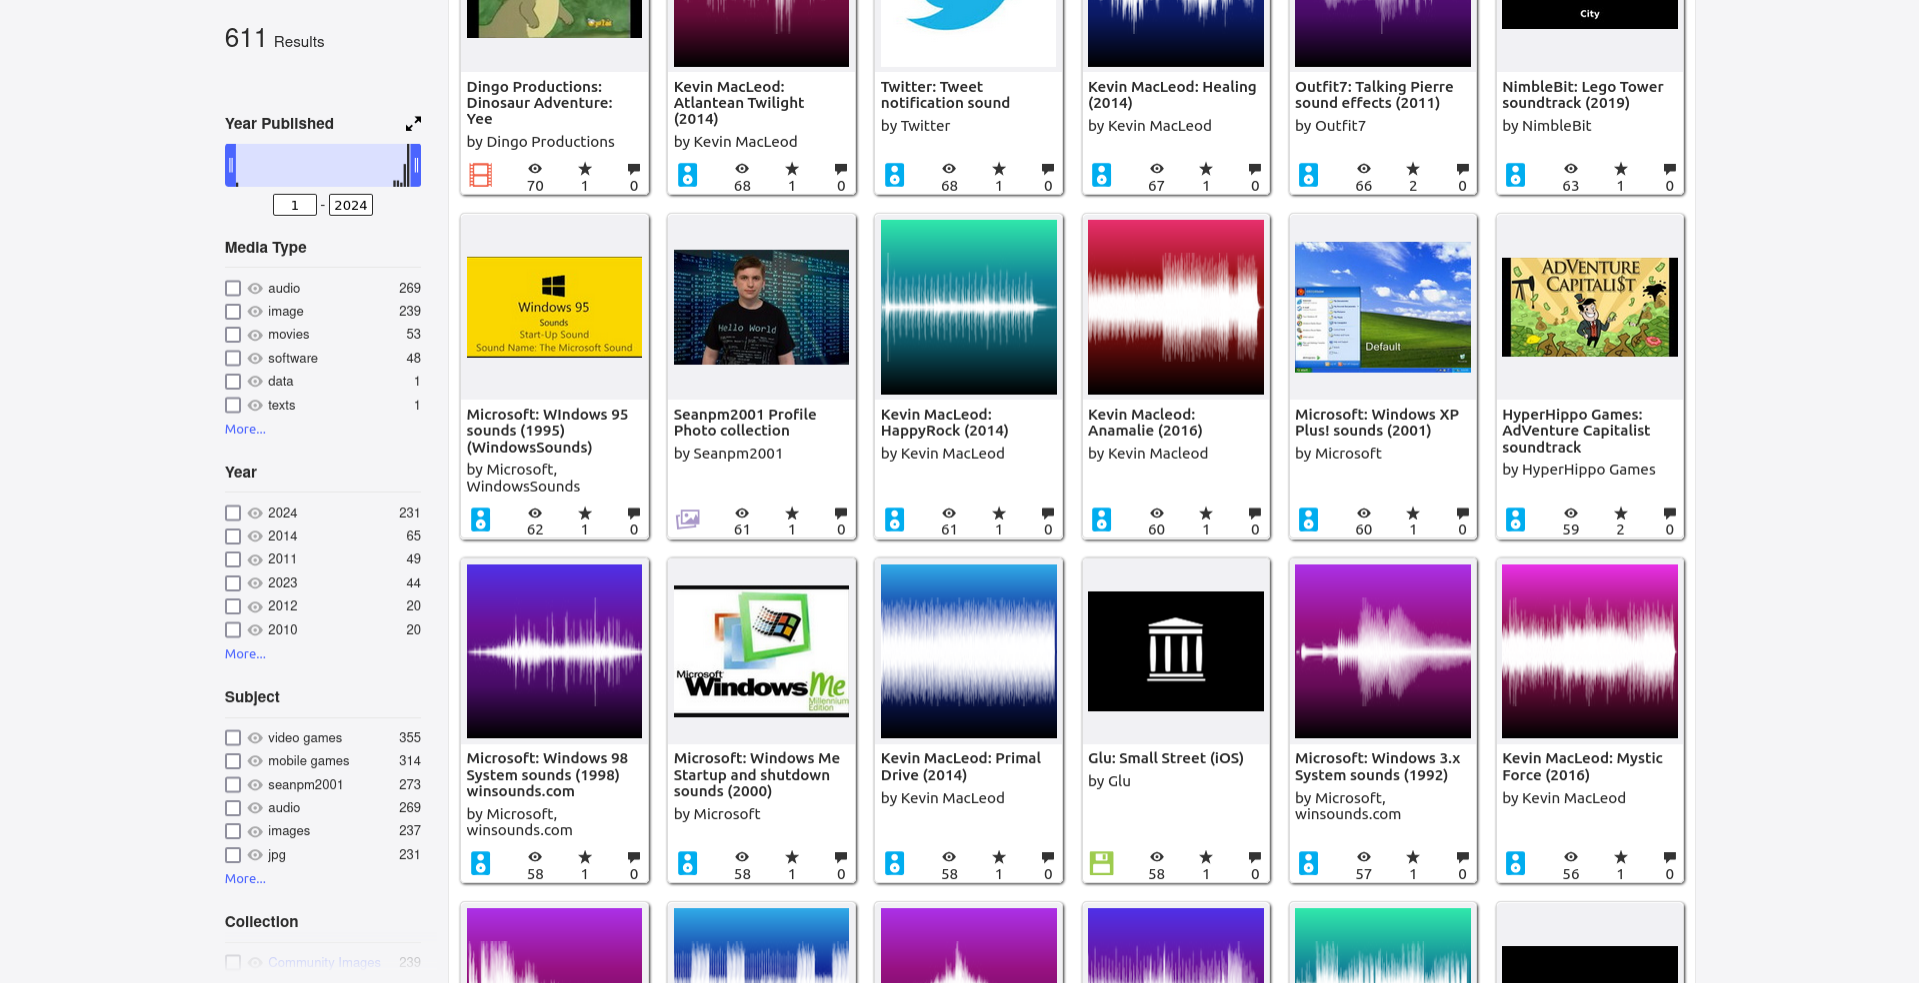 611 Results
Year Published
1 - 2024
Media Type
audio 269
image 239
movies 53
software 48
data 1
texts 1
More...
Year
2024 231
2014 65
2011 49
2023 44
2012 20
2010 20
More...
Subject
video games 355
mobile games 314
seanpm2001 273
audio 269
images 237
jpg 231
More...
Collection
Community Images 239
City
Dingo Productions:
Dinosaur Adventure:
Yee
by Dingo Productions
70 1 0
Kevin MacLeod:
Atlantean Twilight
(2014)
by Kevin MacLeod
68 1 0
Twitter: Tweet
notification sound
by Twitter
68 1 0
Kevin MacLeod: Healing
(2014)
by Kevin MacLeod
67 1 0
Outfit7: Talking Pierre
sound effects (2011)
by Outfit7
66 2 0
NimbleBit: Lego Tower
soundtrack (2019)
by NimbleBit
63 1 0
Windows 95
Sounds
Start-Up Sound
Sound Name: The Microsoft Sound
Microsoft: WIndows 95
sounds (1995)
(WindowsSounds)
by Microsoft,
WindowsSounds
62 1 0
Hello World
Seanpm2001 Profile
Photo collection
by Seanpm2001
61 1 0
Kevin MacLeod:
HappyRock (2014)
by Kevin MacLeod
61 1 0
Kevin Macleod:
Anamalie (2016)
by Kevin Macleod
60 1 0
Default
Microsoft: Windows XP
Plus! sounds (2001)
by Microsoft
60 1 0
ADVENTURE
CAPITALI$T
HyperHippo Games:
AdVenture Capitalist
soundtrack
by HyperHippo Games
59 2 0
Microsoft: Windows 98
System sounds (1998)
winsounds.com
by Microsoft,
winsounds.com
58 1 0
Microsoft
Windows Me
Millennium
Edition
Microsoft: Windows Me
Startup and shutdown
sounds (2000)
by Microsoft
58 1 0
Kevin MacLeod: Primal
Drive (2014)
by Kevin MacLeod
58 1 0
Glu: Small Street (iOS)
by Glu
58 1 0
Microsoft: Windows 3.x
System sounds (1992)
by Microsoft,
winsounds.com
57 1 0
Kevin MacLeod: Mystic
Force (2016)
by Kevin MacLeod
56 1 0